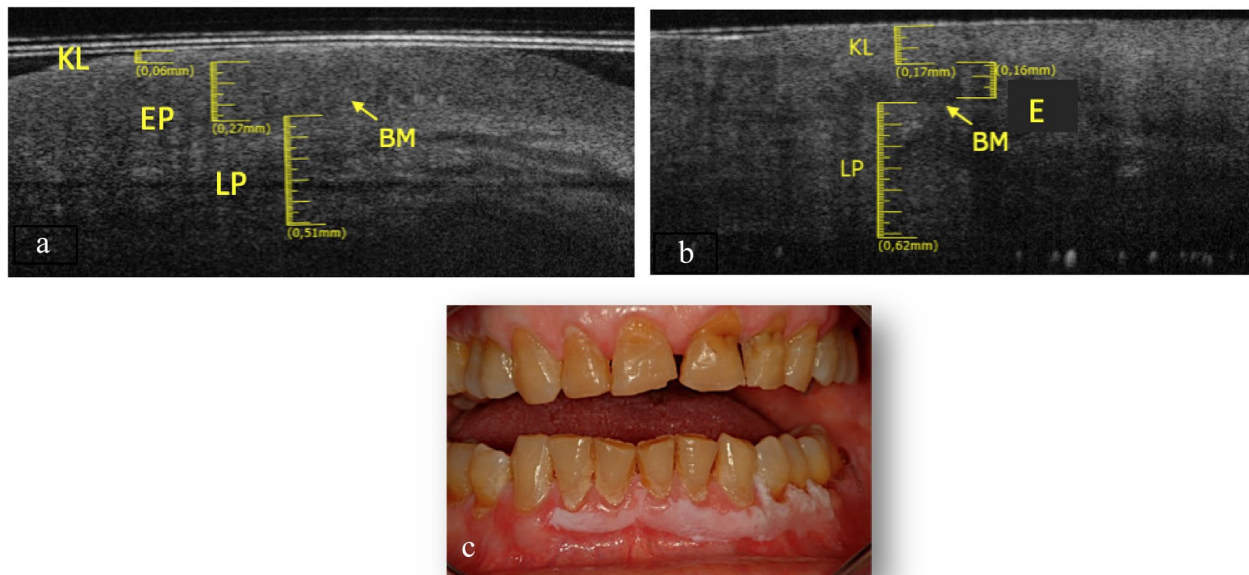 KL
(0,06mm)
EP
(0,27mm)
BM
LP
(0,51mm)
a
KL
(0,17mm)
(0,16mm)
E
BM
LP
(0,62mm)
b
c